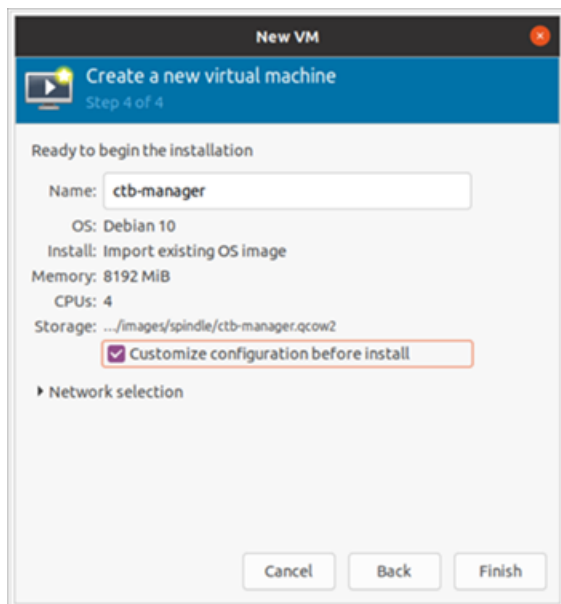 New VM
Create a new virtual machine
Step 4 of 4
Ready to begin the installation
Name: ctb-manager
OS: Debian 10
Install: Import existing OS image
Memory: 8192 MiB
CPUs: 4
Storage: .../images/spindle/ctb-manager.qcow2
Customize configuration before install
Network selection
Cancel Back Finish